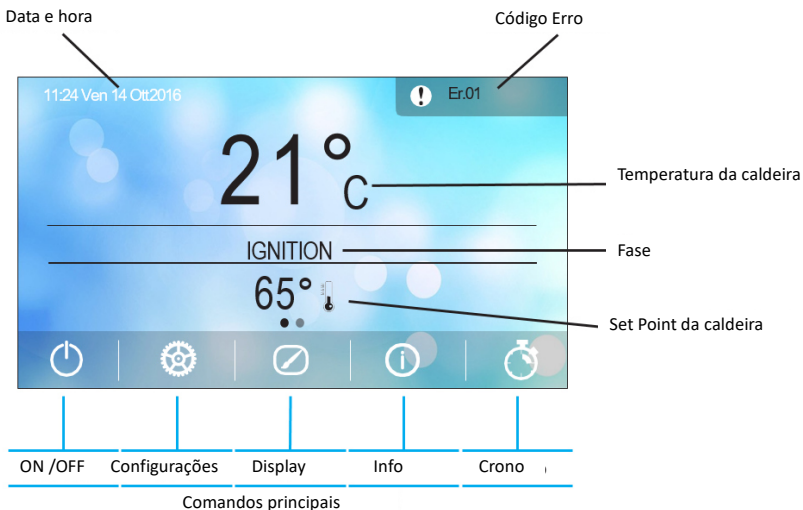 Data e hora
Código Erro
11:24 Ven 14 Ott2016
Er.01
21°C
Temperatura da caldeira
IGNITION
Fase
65°
Set Point da caldeira
ON /OFF
Configurações
Display
Info
Crono
Comandos principais